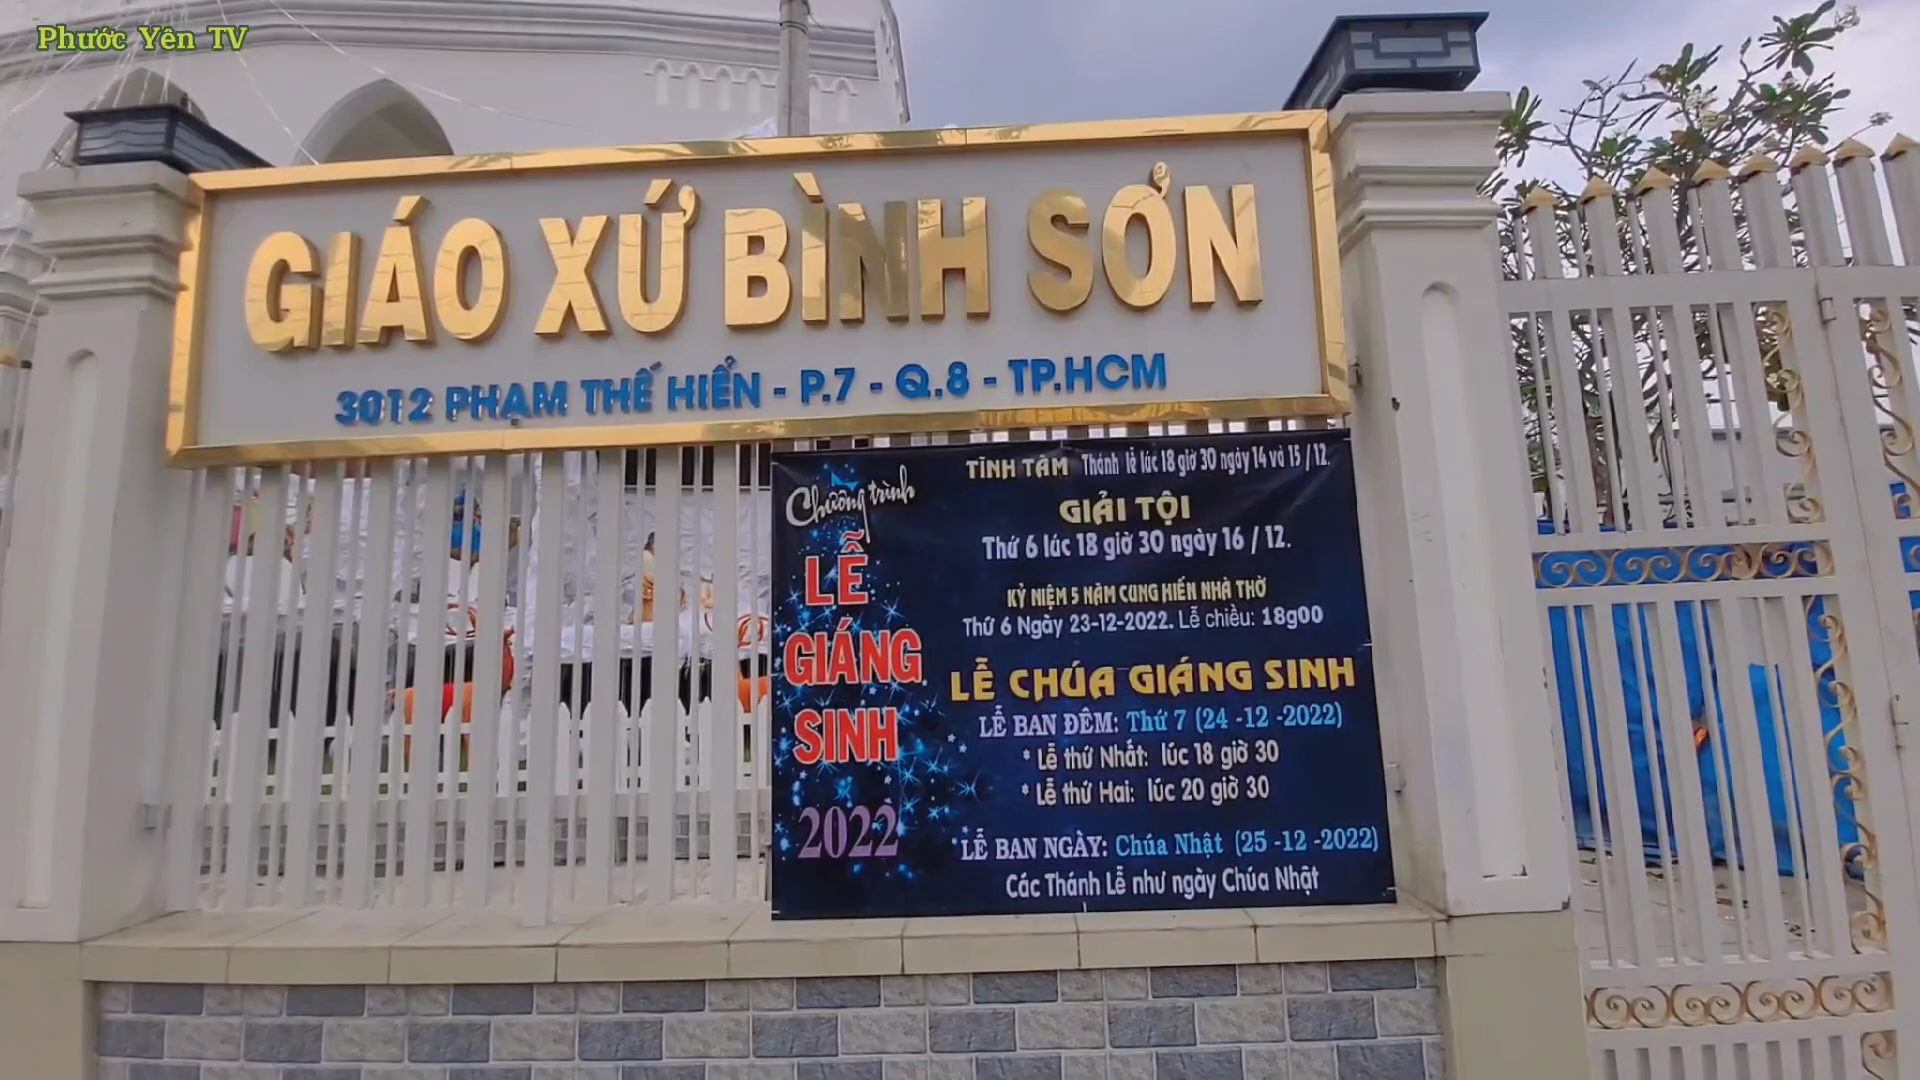 Phước Yên TV
GIÁO XỨ BÌNH SƠN
3012 PHẠM THẾ HIỂN - P.7 - Q.8 - TP.HCM
Chương trình
LỄ
GIÁNG
SINH
2022
TĨNH TÂM Thánh lễ lúc 18 giờ 30 ngày 14 và 15 / 12.
GIẢI TỘI
Thứ 6 lúc 18 giờ 30 ngày 16 / 12.
KỶ NIỆM 5 NĂM CUNG HIẾN NHÀ THỜ
Thứ 6 Ngày 23-12-2022. Lễ chiều: 18g00
LỄ CHÚA GIÁNG SINH
LỄ BAN ĐÊM: Thứ 7 (24 -12 -2022)
* Lễ thứ Nhất: lúc 18 giờ 30
* Lễ thứ Hai: lúc 20 giờ 30
*LỄ BAN NGÀY: Chúa Nhật (25 -12 -2022)
Các Thánh Lễ như ngày Chúa Nhật